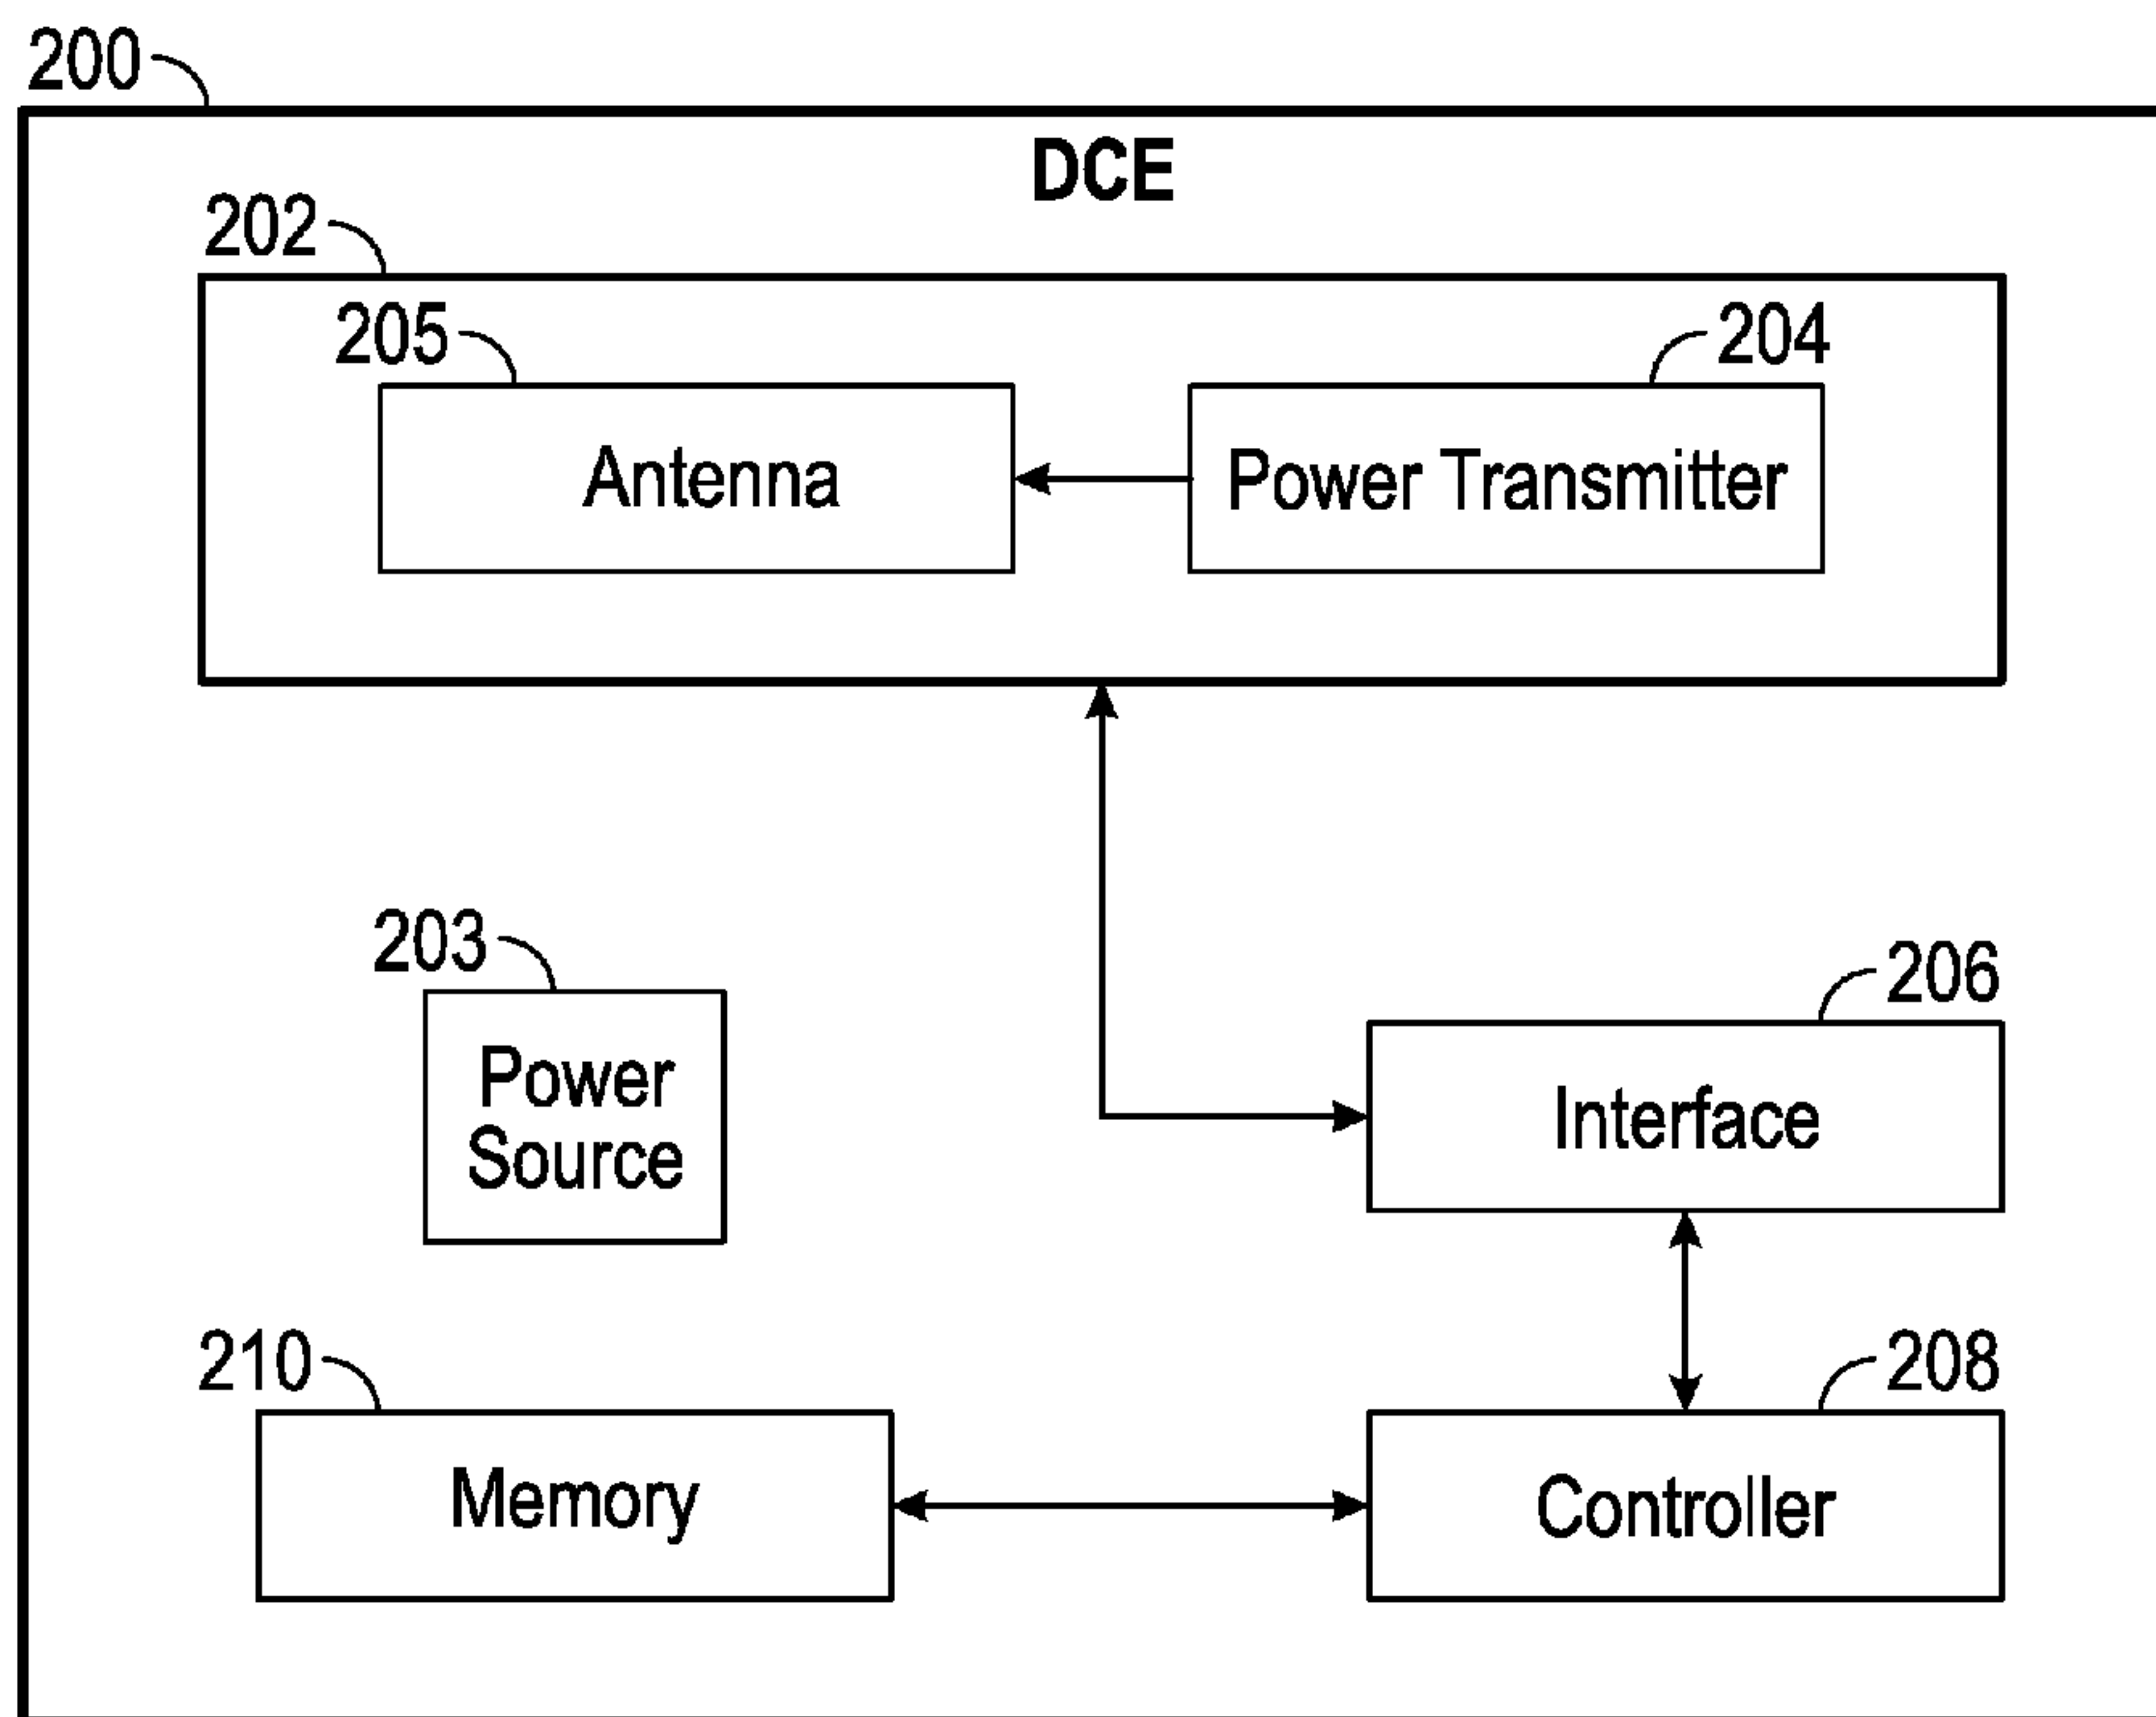 200
DCE
202
205
204
Antenna
Power Transmitter
203
206
Power
Source
Interface
210
208
Memory
Controller